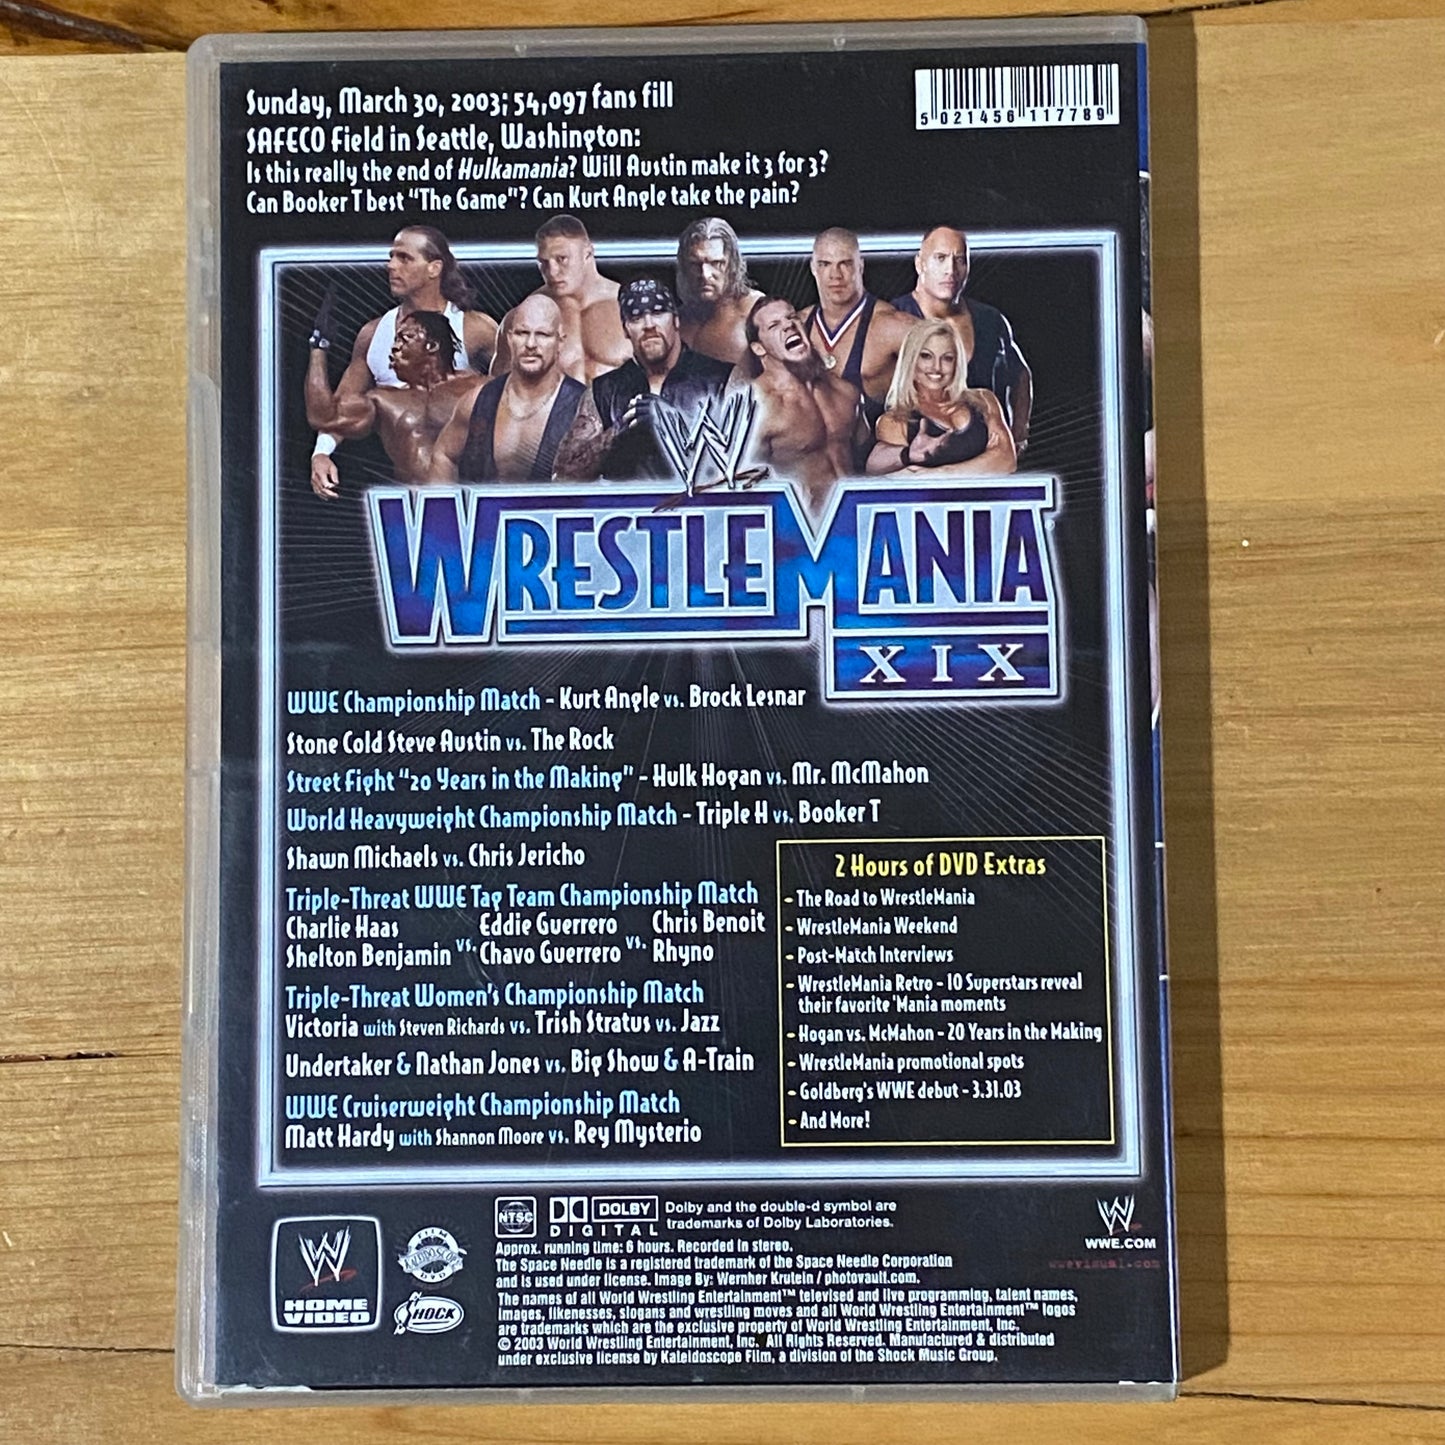 Sunday, March 30, 2003; 54,097 fans fill
SAFECO Field in Seattle, Washington:
Is this really the end of Hulkamania? Will Austin make it 3 for 3?
Can Booker T best "The Game"? Can Kurt Angle take the pain?
5 021456 117789
W
WRESTLEMANIA
XIX
WWE Championship Match - Kurt Angle vs. Brock Lesnar
Stone Cold Steve Austin vs. The Rock
Street Fight "20 Years in the Making" - Hulk Hogan vs. Mr. McMahon
World Heavyweight Championship Match - Triple H vs. Booker T
Shawn Michaels vs. Chris Jericho
Triple-Threat WWE Tag Team Championship Match
Charlie Haas Eddie Guerrero Chris Benoit
Shelton Benjamin vs. Chavo Guerrero vs. Rhyno
Triple-Threat Women's Championship Match
Victoria with Steven Richards vs. Trish Stratus vs. Jazz
Undertaker & Nathan Jones vs. Big Show & A-Train
WWE Cruiserweight Championship Match
Matt Hardy with Shannon Moore vs. Rey Mysterio
2 Hours of DVD Extras
- The Road to WrestleMania
- WrestleMania Weekend
- Post-Match Interviews
- WrestleMania Retro - 10 Superstars reveal
their favorite 'Mania moments
- Hogan vs. McMahon - 20 Years in the Making
- WrestleMania promotional spots
- Goldberg's WWE debut - 3.31.03
- And More!
W
HOME
VIDEO
FILM
KALEIDOSCOPE
DVD
SHOCK
NTSC
DOLBY
DIGITAL
Dolby and the double-d symbol are
trademarks of Dolby Laboratories.
Approx. running time: 6 hours. Recorded in stereo.
The Space Needle is a registered trademark of the Space Needle Corporation
and is used under license. Image By: Wernher Krutein / photovault.com.
The names of all World Wrestling Entertainment™ televised and live programming, talent names,
images, likenesses, slogans and wrestling moves and all World Wrestling Entertainment™ logos
are trademarks which are the exclusive property of World Wrestling Entertainment, Inc.
© 2003 World Wrestling Entertainment, Inc. All Rights Reserved. Manufactured & distributed
under exclusive license by Kaleidoscope Film, a division of the Shock Music Group.
W
WWE.COM